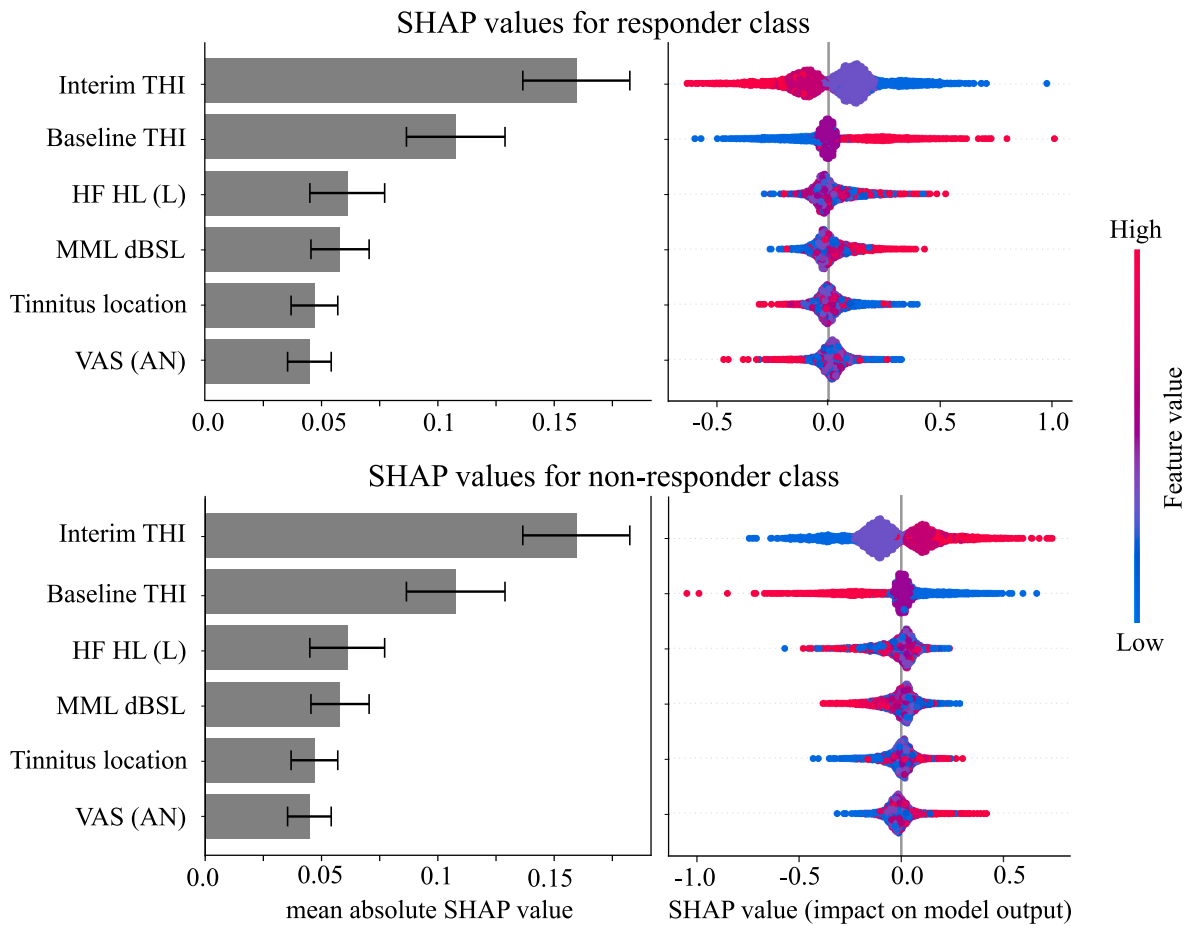 SHAP values for responder class
Interim THI
Baseline THI
HF HL (L)
MML dBSL
Tinnitus location
VAS (AN)
0.0 0.05 0.1 0.15
-0.5 0.0 0.5 1.0
High
Feature value
Low
SHAP values for non-responder class
Interim THI
Baseline THI
HF HL (L)
MML dBSL
Tinnitus location
VAS (AN)
0.0 0.05 0.1 0.15
mean absolute SHAP value
-1.0 -0.5 0.0 0.5
SHAP value (impact on model output)